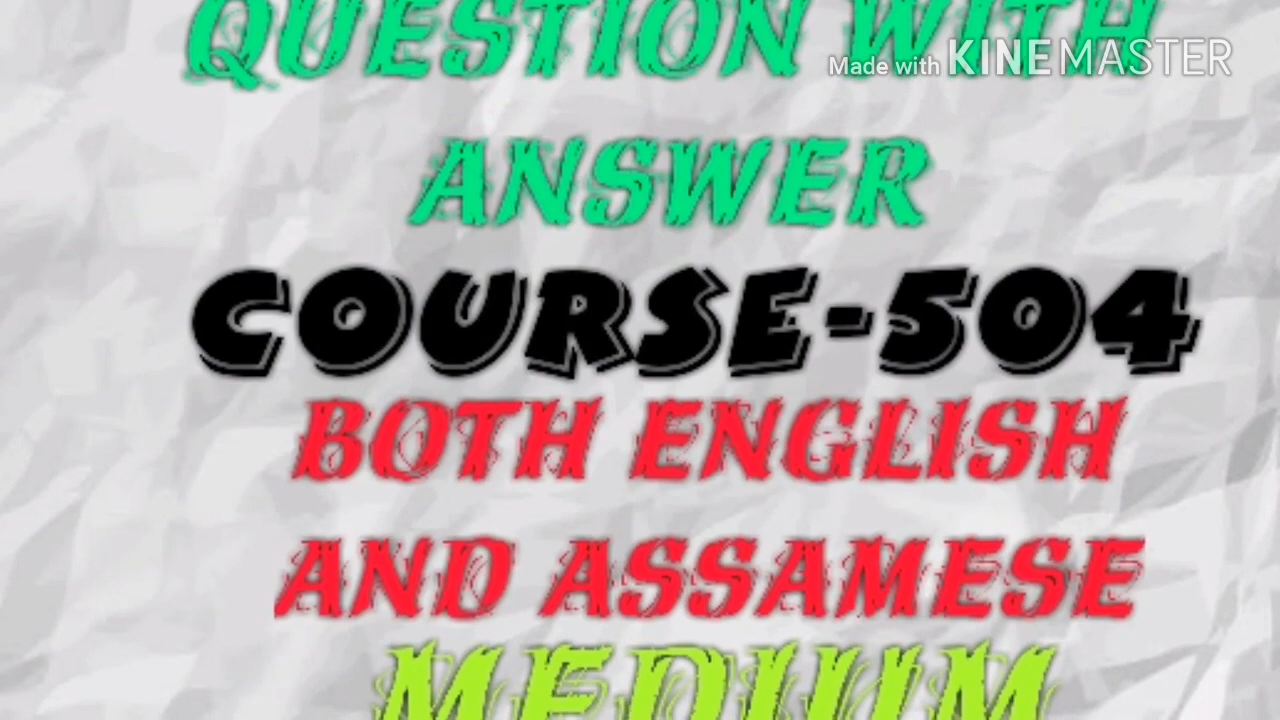 QUESTION WITH
Made with KINEMASTER
ANSWER
COURSE-504
BOTH ENGLISH
AND ASSAMESE
MEDIUM